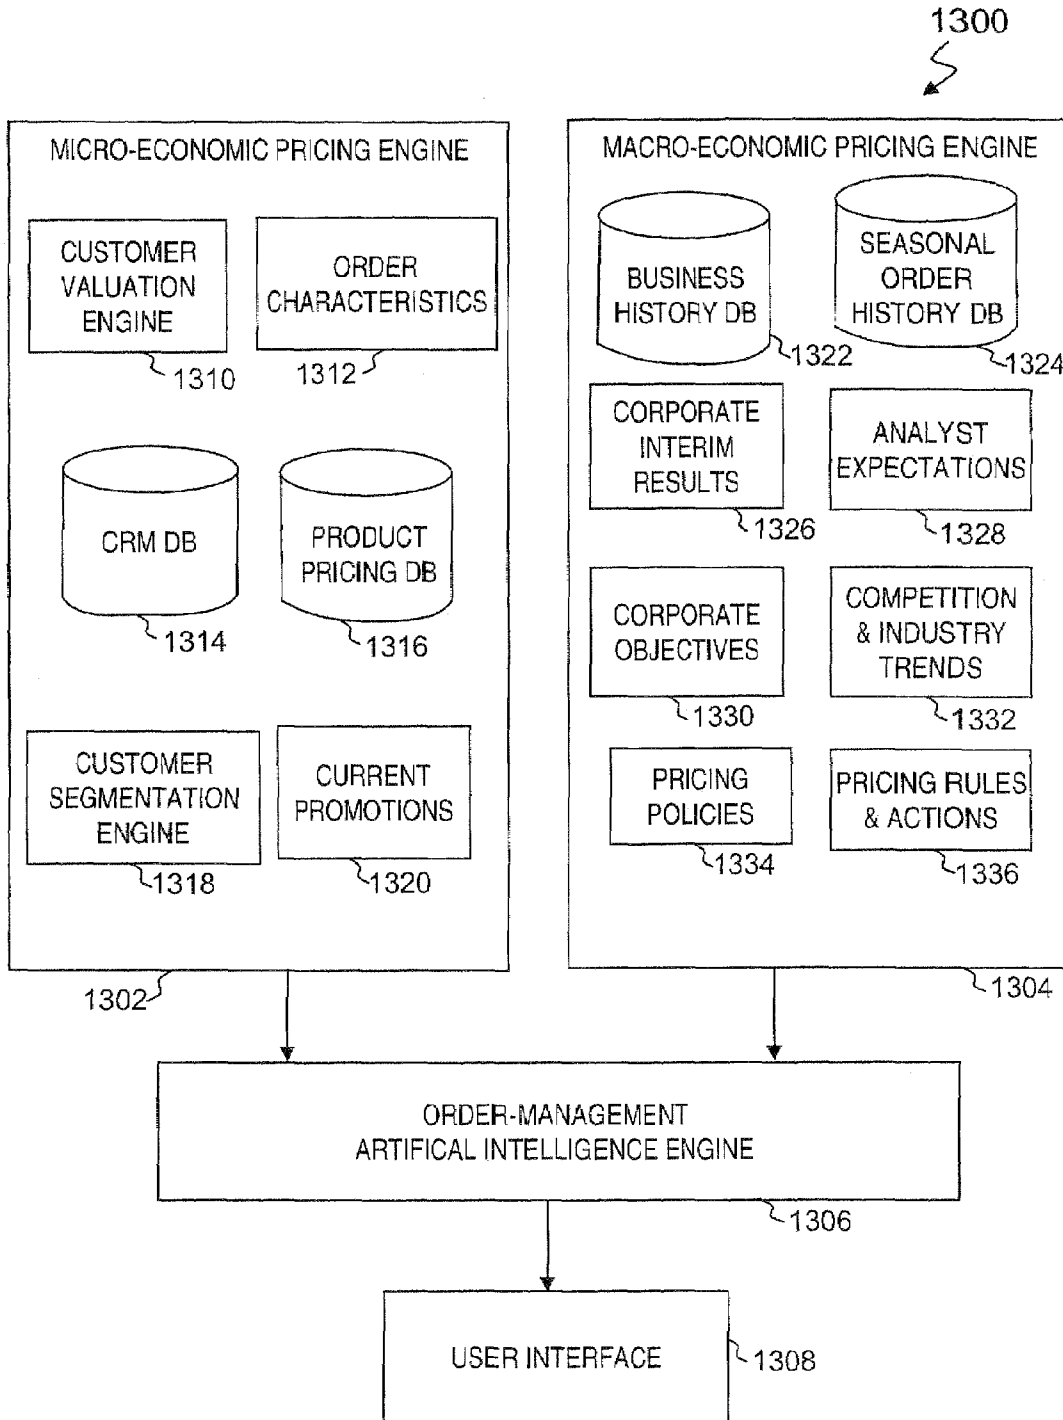 1300
MICRO-ECONOMIC PRICING ENGINE
CUSTOMER
VALUATION
ENGINE
1310
ORDER
CHARACTERISTICS
1312
CRM DB
1314
PRODUCT
PRICING DB
1316
CUSTOMER
SEGMENTATION
ENGINE
1318
CURRENT
PROMOTIONS
1320
1302
MACRO-ECONOMIC PRICING ENGINE
BUSINESS
HISTORY DB
1322
SEASONAL
ORDER
HISTORY DB
1324
CORPORATE
INTERIM
RESULTS
1326
ANALYST
EXPECTATIONS
1328
CORPORATE
OBJECTIVES
1330
COMPETITION
& INDUSTRY
TRENDS
1332
PRICING
POLICIES
1334
PRICING RULES
& ACTIONS
1336
1304
ORDER-MANAGEMENT
ARTIFICAL INTELLIGENCE ENGINE
1306
USER INTERFACE
1308